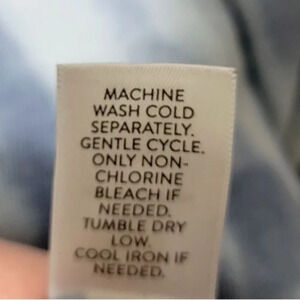 MACHINE
WASH COLD
SEPARATELY.
GENTLE CYCLE.
ONLY NON-
CHLORINE
BLEACH IF
NEEDED.
TUMBLE DRY
LOW.
COOL IRON IF
NEEDED.